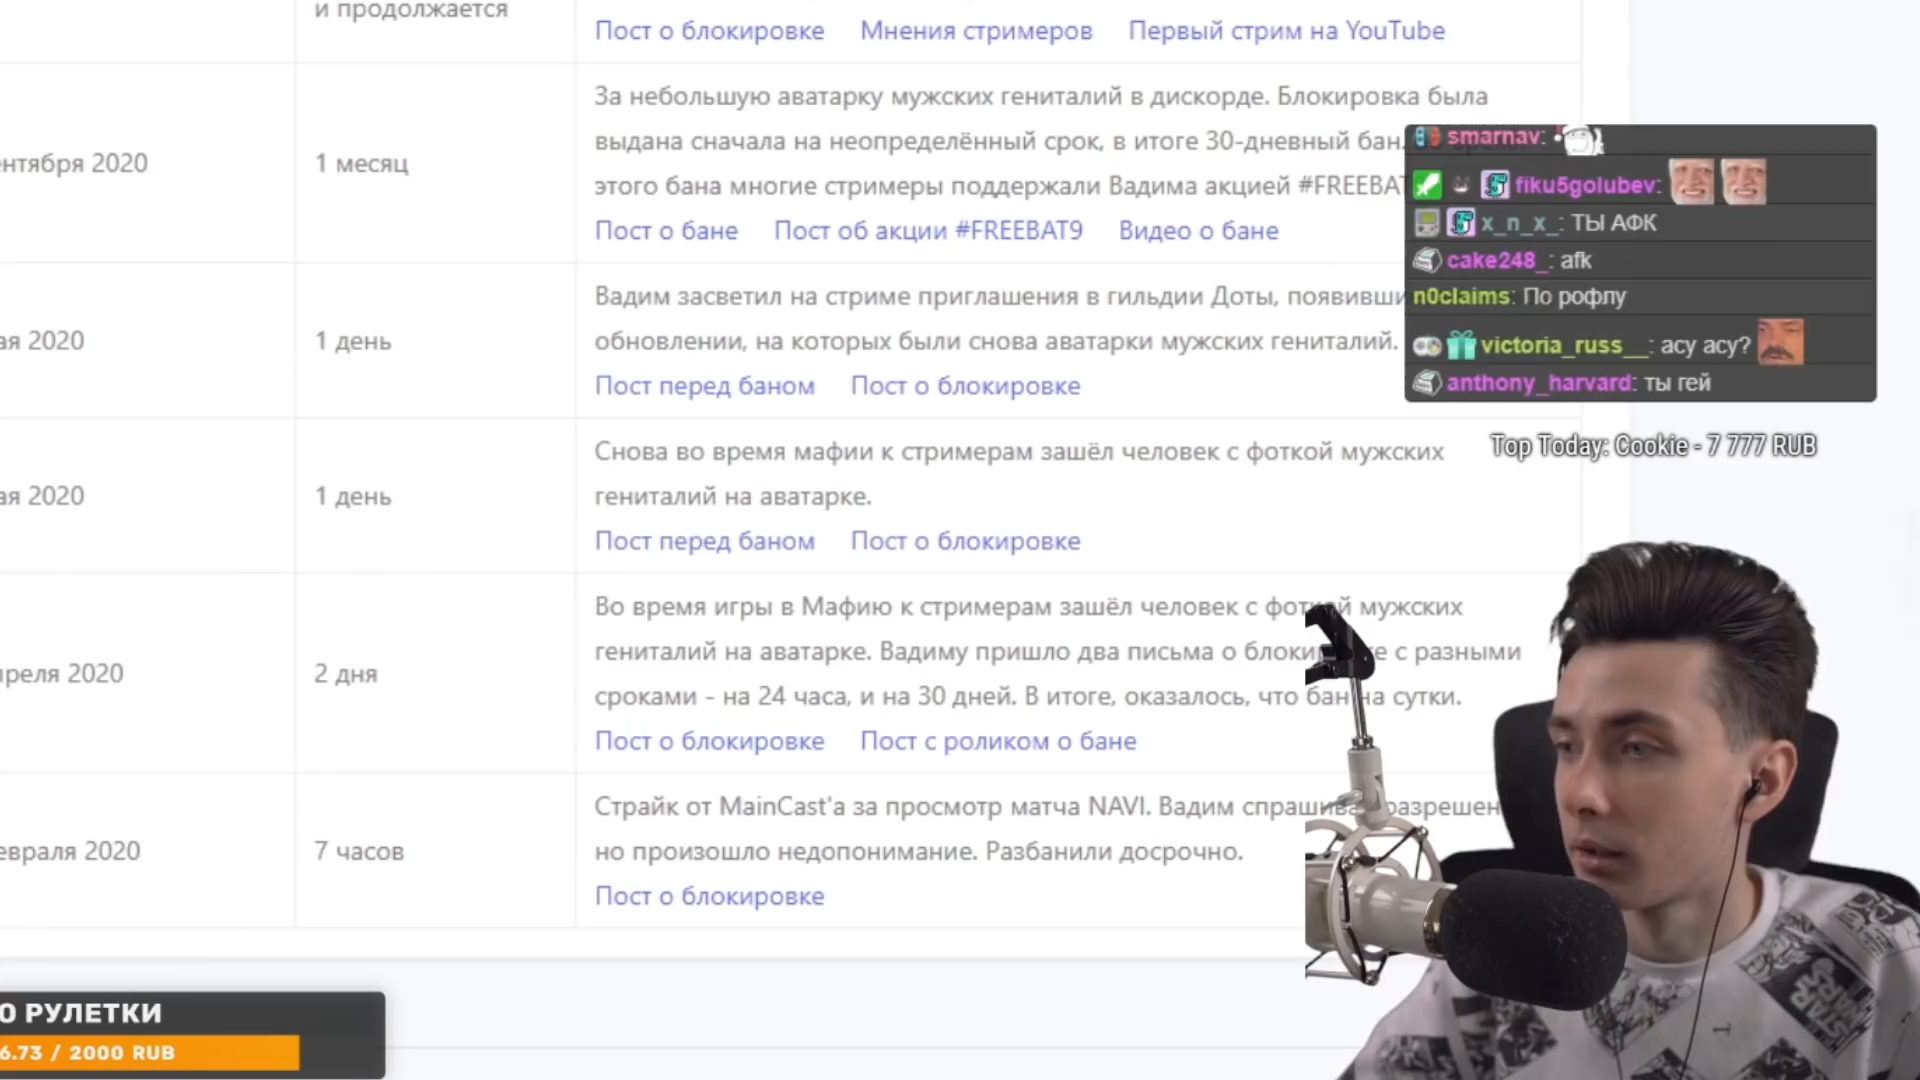 и продолжается
Пост о блокировке Мнения стримеров Первый стрим на YouTube
За небольшую аватарку мужских гениталий в дискорде. Блокировка была
выдана сначала на неопределённый срок, в итоге 30-дневный бан.
этого бана многие стримеры поддержали Вадима акцией #FREEBAT
Пост о бане Пост об акции #FREEBAT9 Видео о бане
нтября 2020
1 месяц
Вадим засветил на стриме приглашения в гильдии Доты, появивши
обновлении, на которых были снова аватарки мужских гениталий.
Пост перед баном Пост о блокировке
ая 2020
1 день
Снова во время мафии к стримерам зашёл человек с фоткой мужских
гениталий на аватарке.
Пост перед баном Пост о блокировке
ая 2020
1 день
Во время игры в Мафию к стримерам зашёл человек с фоткой мужских
гениталий на аватарке. Вадиму пришло два письма о блоки е с разными
сроками - на 24 часа, и на 30 дней. В итоге, оказалось, что бан на сутки.
Пост о блокировке Пост с роликом о бане
преля 2020
2 дня
Страйк от MainCast'а за просмотр матча NAVI. Вадим спрашива разрешен
но произошло недопонимание. Разбанили досрочно.
Пост о блокировке
евраля 2020
7 часов
smarnav:
fiku5golubev:
x_n_x_: ТЫ АФК
cake248_: afk
n0claims: По рофлу
victoria_russ__: асу асу?
anthony_harvard: ты гей
Top Today: Cookie - 7 777 RUB
О РУЛЕТКИ
6.73 / 2000 RUB
STAR WARS